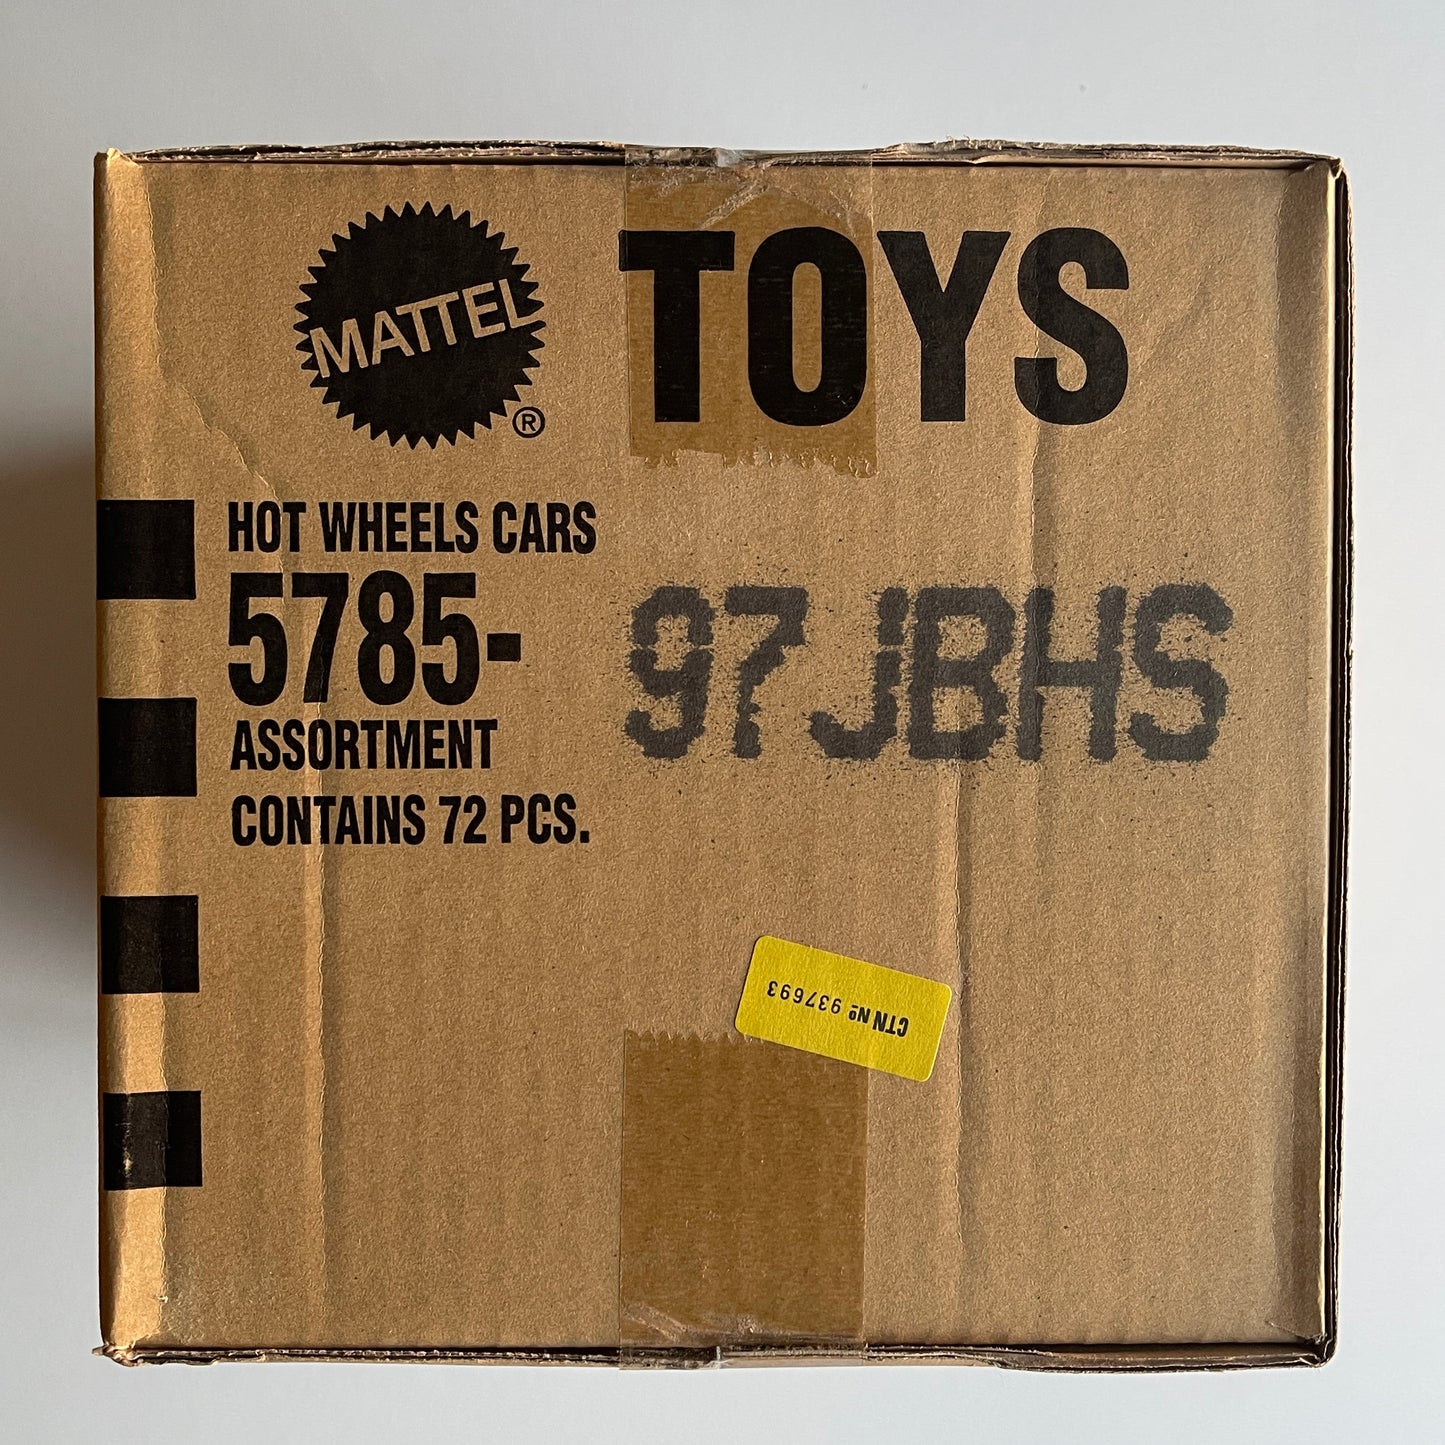 MATTEL® TOYS
HOT WHEELS CARS
5785-
97 JBHS
ASSORTMENT
CONTAINS 72 PCS.
CTN Nº 937693